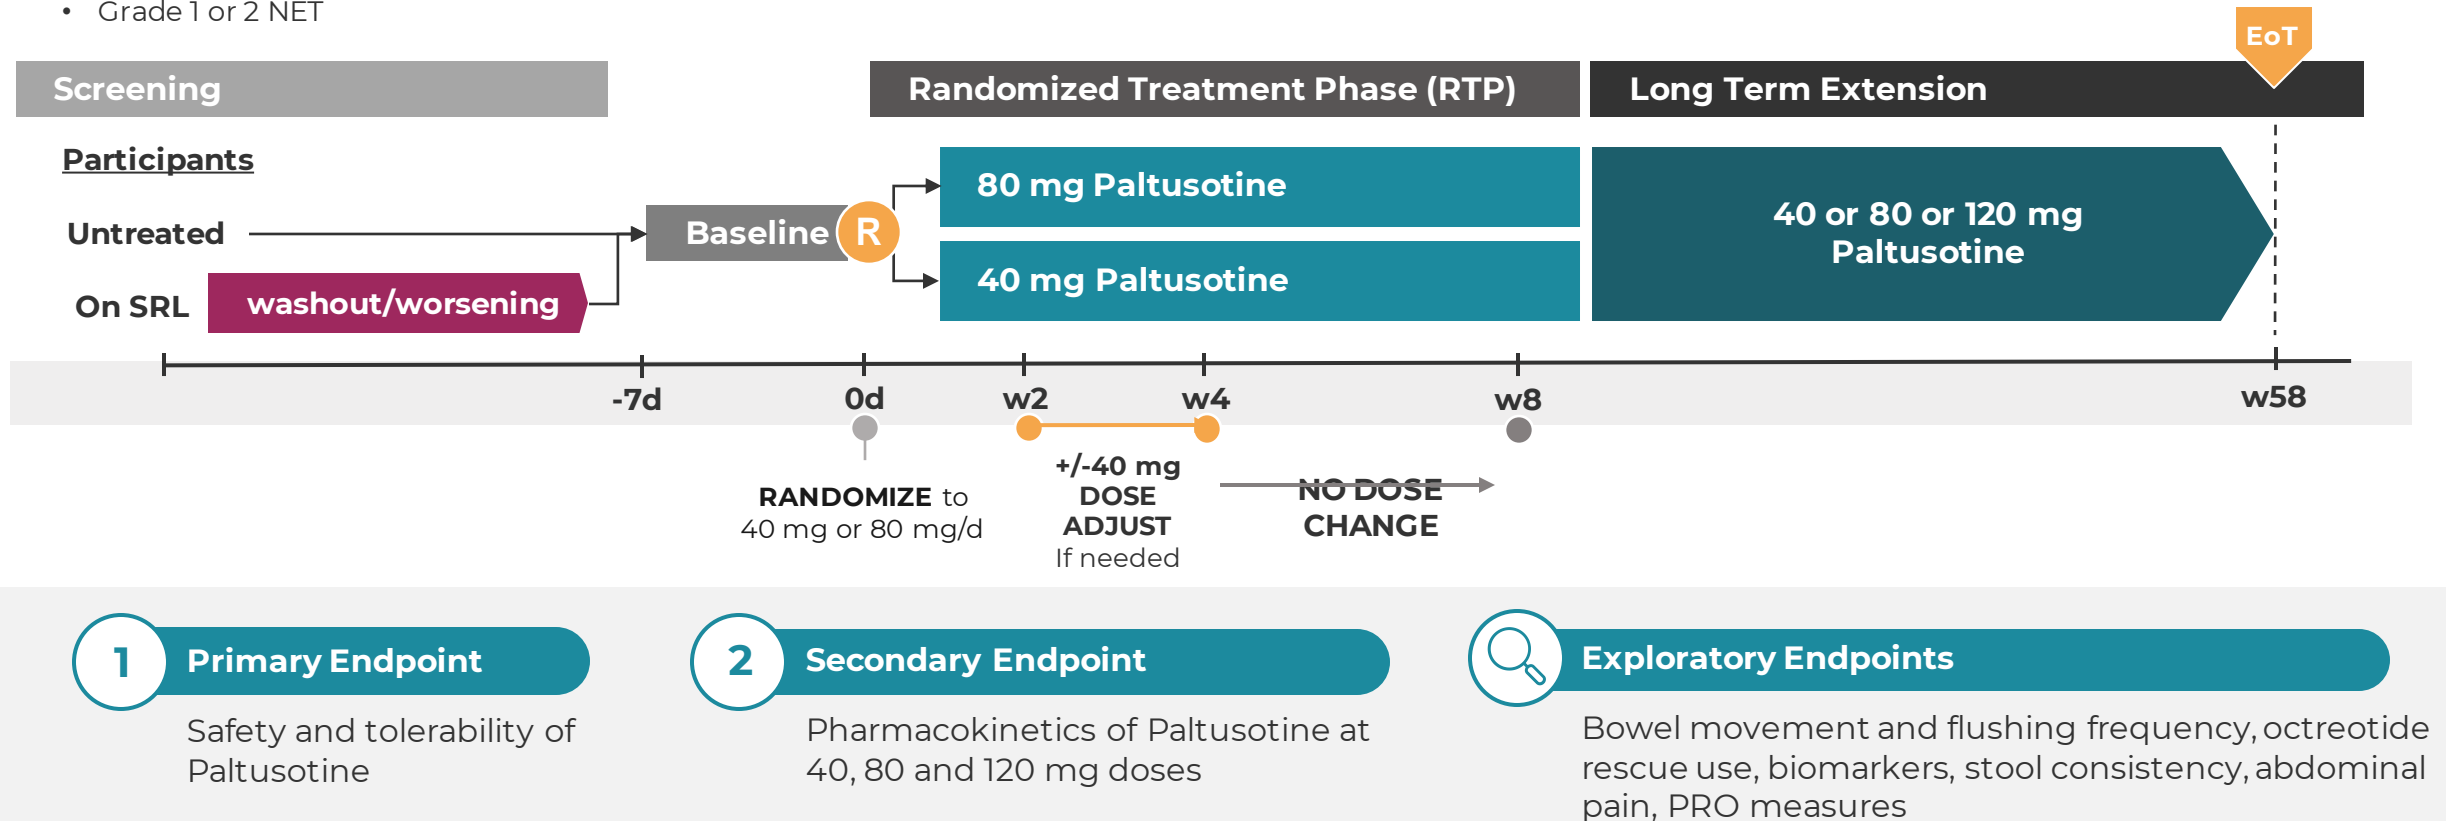 • Grade 1 or 2 NET
EoT
Screening
Randomized Treatment Phase (RTP)
Long Term Extension
Participants
Untreated
On SRL
washout/worsening
Baseline
R
80 mg Paltusotine
40 mg Paltusotine
40 or 80 or 120 mg
Paltusotine
-7d
0d
w2
w4
w8
w58
RANDOMIZE to
40 mg or 80 mg/d
+/-40 mg
DOSE
ADJUST
If needed
NO DOSE
CHANGE
1
Primary Endpoint
Safety and tolerability of
Paltusotine
2
Secondary Endpoint
Pharmacokinetics of Paltusotine at
40, 80 and 120 mg doses
Exploratory Endpoints
Bowel movement and flushing frequency, octreotide
rescue use, biomarkers, stool consistency, abdominal
pain, PRO measures